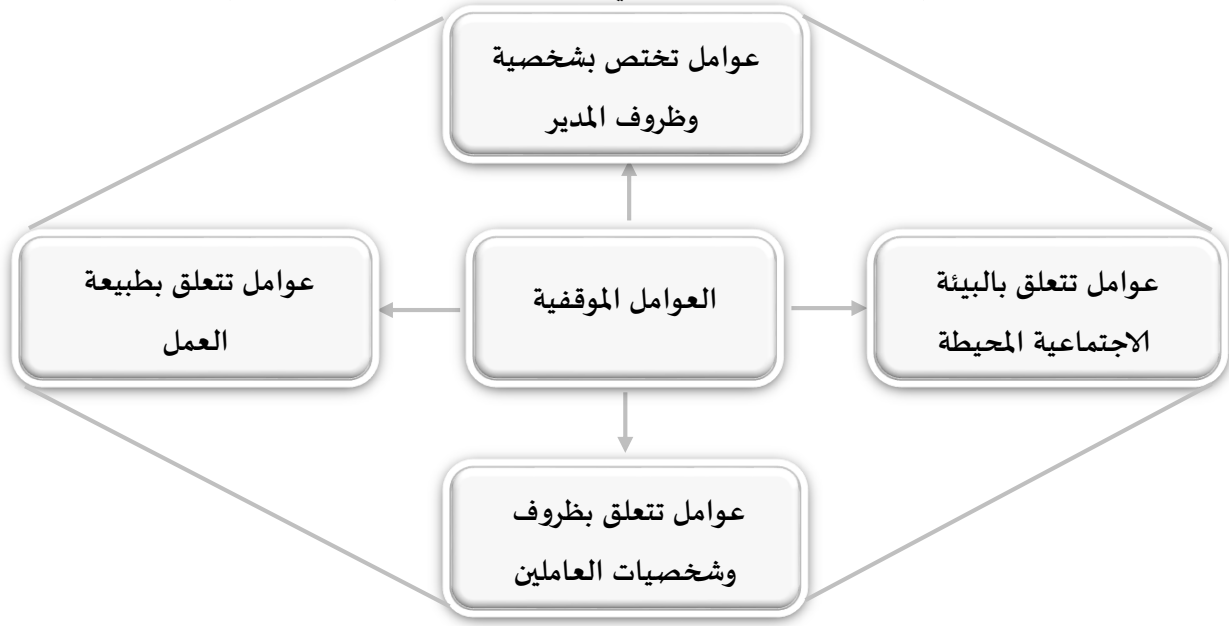 عوامل تختص بشخصية
وظروف المدير
عوامل تتعلق بالبيئة
الاجتماعية المحيطة
العوامل الموقفية
عوامل تتعلق بطبيعة
العمل
عوامل تتعلق بظروف
وشخصيات العاملين